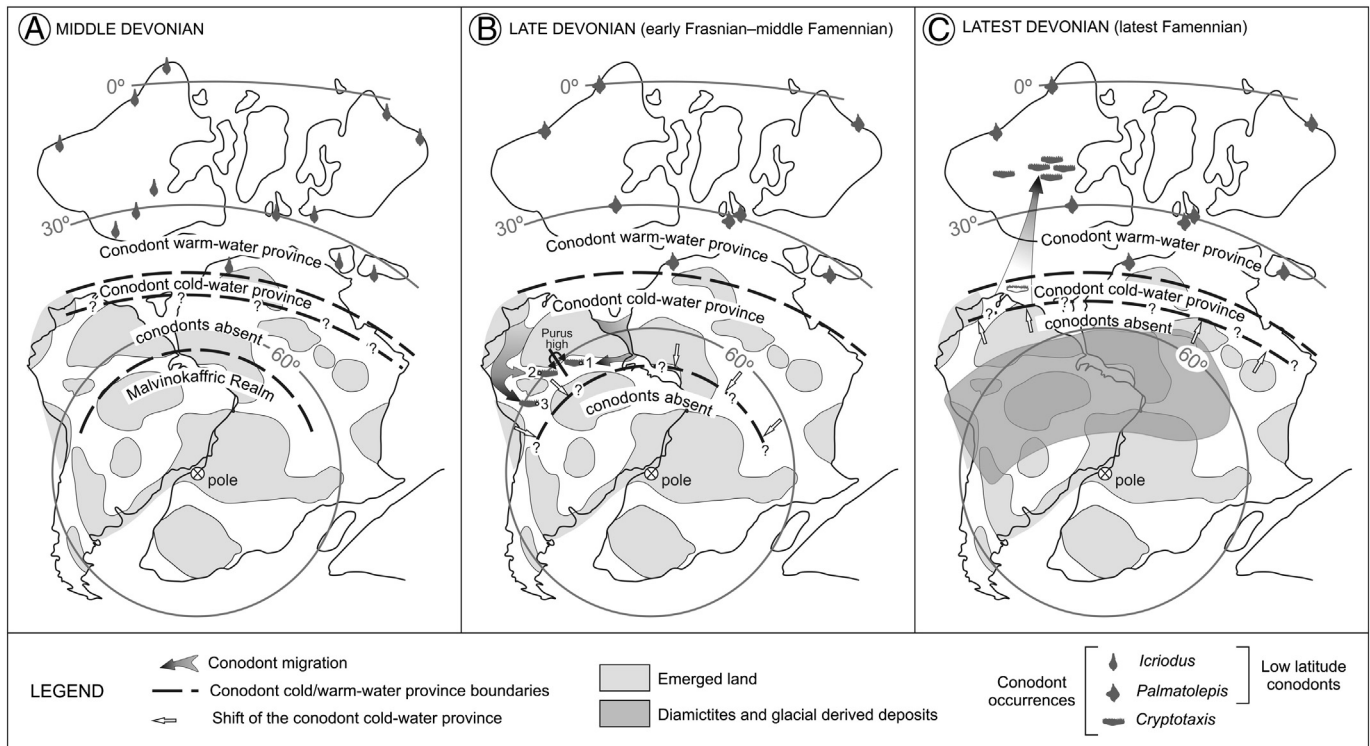 A MIDDLE DEVONIAN
0º
30º
Conodont warm-water province
Conodont cold-water province
? ? ? ? ?
conodonts absent
60º
Malvinokaffric Realm
pole
B LATE DEVONIAN (early Frasnian–middle Famennian)
0º
30º
Conodont warm-water province
Conodont cold-water province
Purus
high
60º
1
2
3
? ? ? ? ?
conodonts absent
pole
C LATEST DEVONIAN (latest Famennian)
0º
30º
Conodont warm-water province
Conodont cold-water province
? ? ? ? ?
conodonts absent
60º
pole
LEGEND
Conodont migration
Conodont cold/warm-water province boundaries
Shift of the conodont cold-water province
Emerged land
Diamictites and glacial derived deposits
Conodont
occurrences
Icriodus
Palmatolepis
Cryptotaxis
Low latitude
conodonts